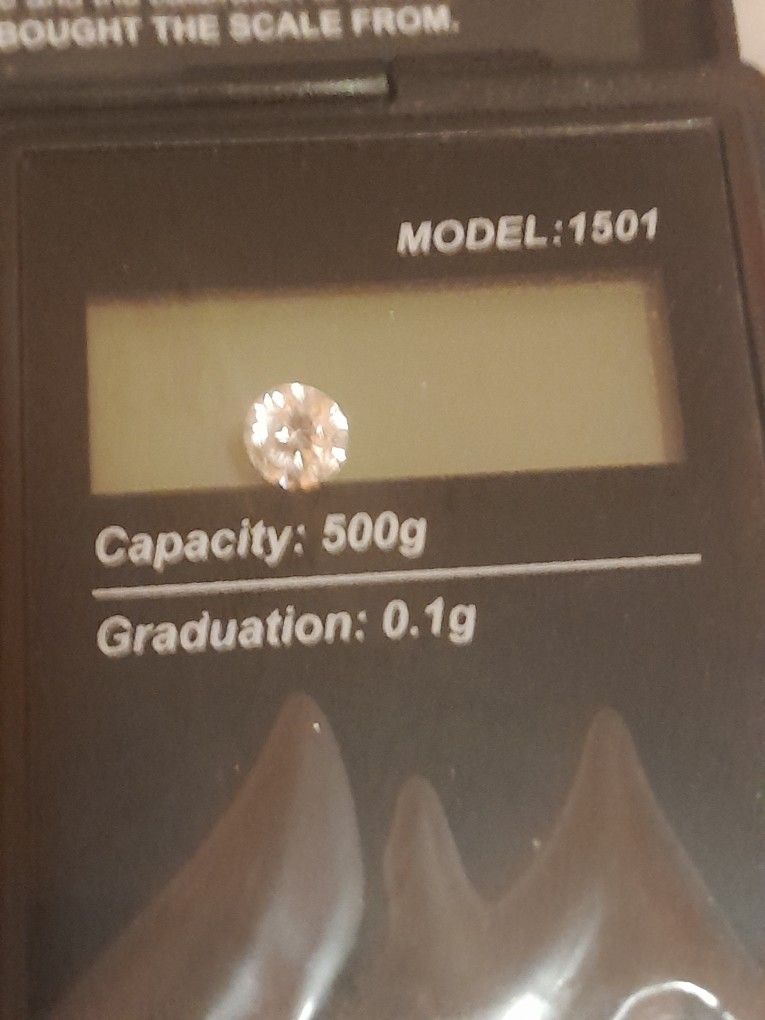 BOUGHT THE SCALE FROM.
MODEL:1501
Capacity: 500g
Graduation: 0.1g